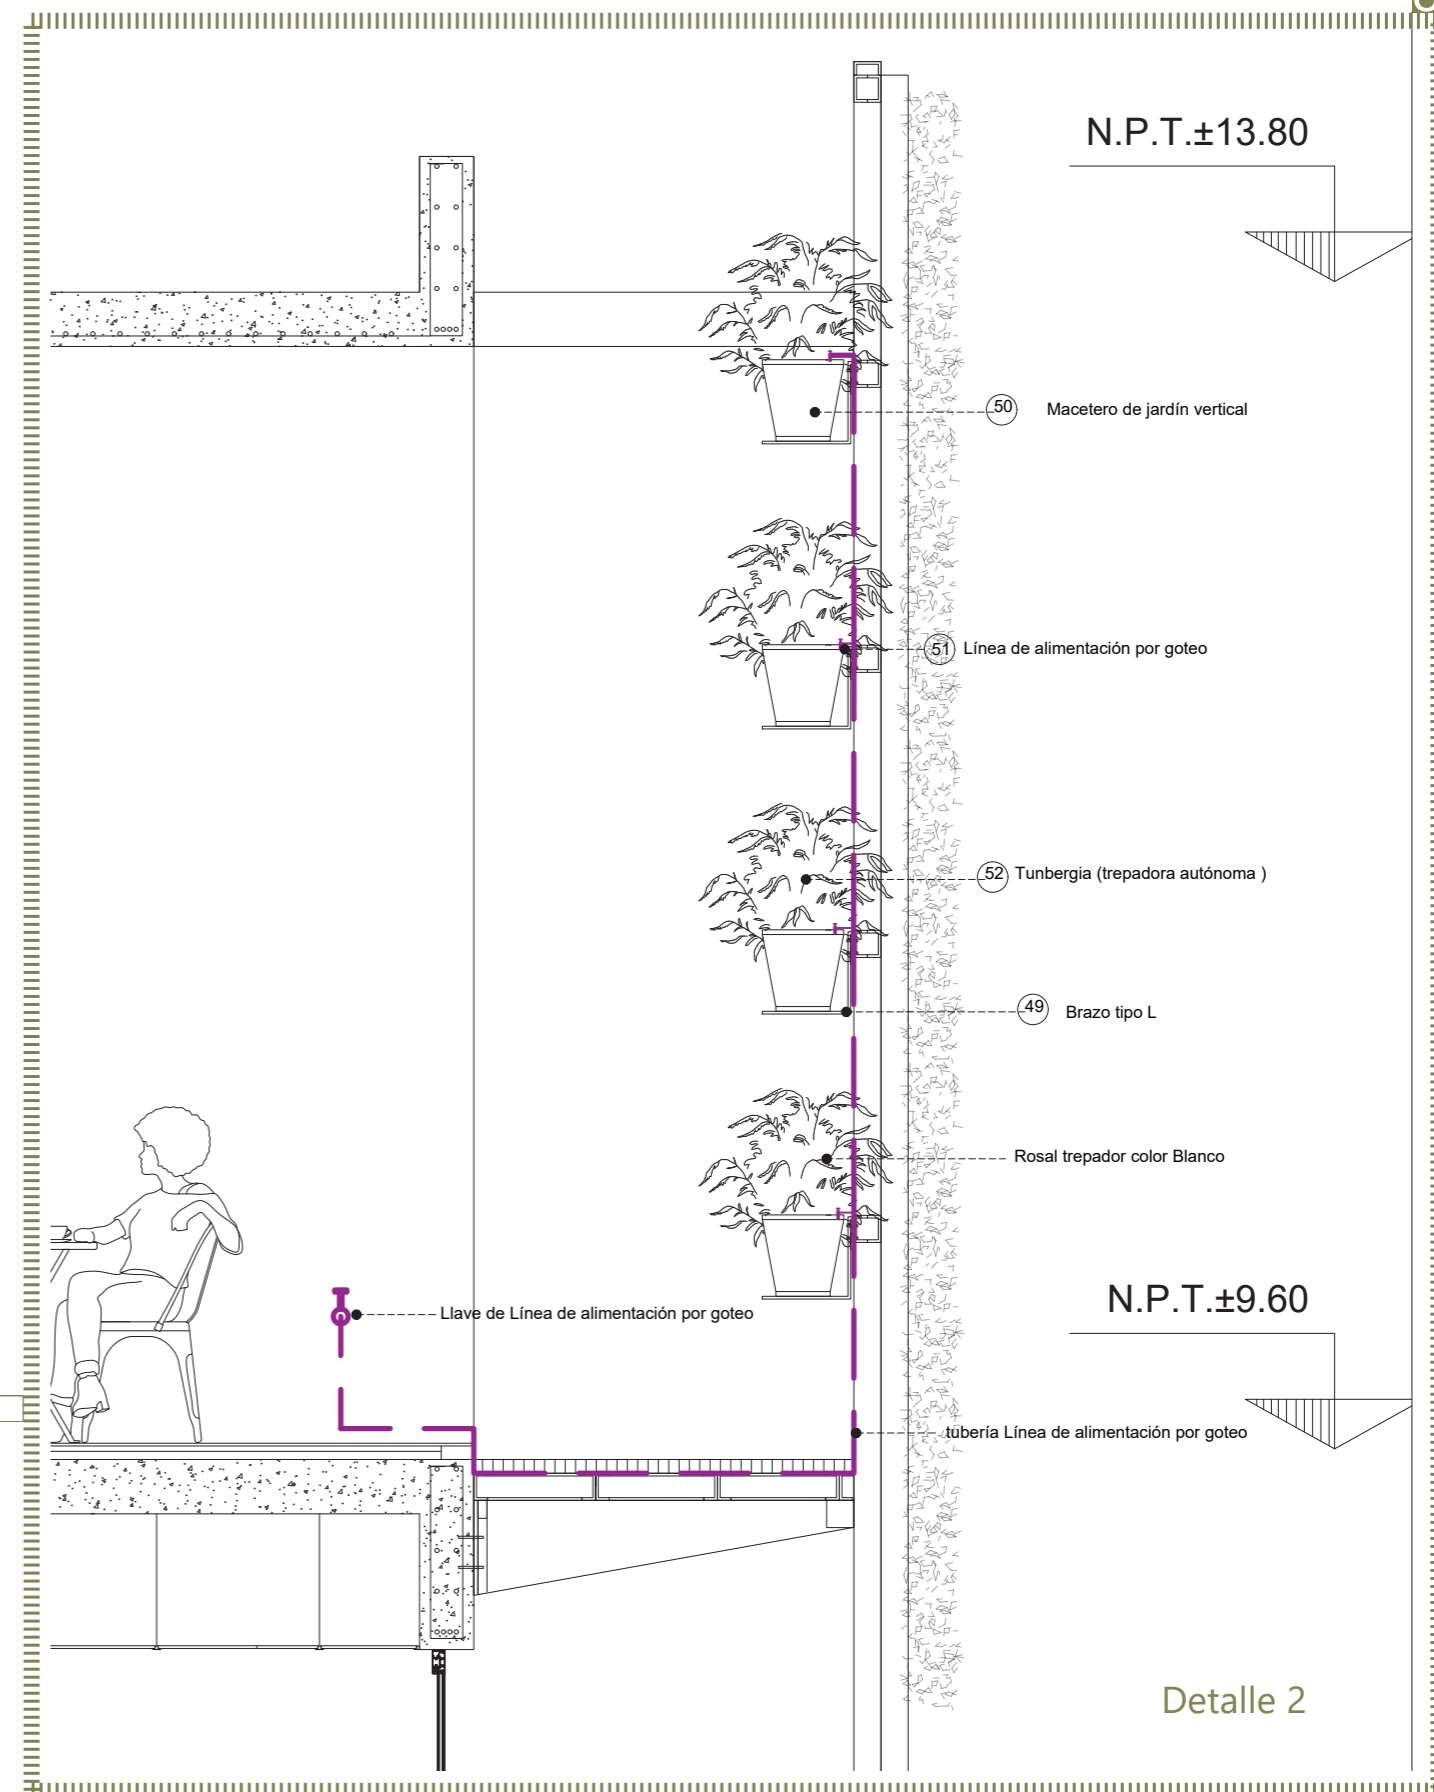 N.P.T.±13.80
50 Macetero de jardín vertical
51 Línea de alimentación por goteo
52 Tunbergia (trepadora autónoma )
49 Brazo tipo L
Rosal trepador color Blanco
N.P.T.±9.60
Llave de Línea de alimentación por goteo
tubería Línea de alimentación por goteo
Detalle 2